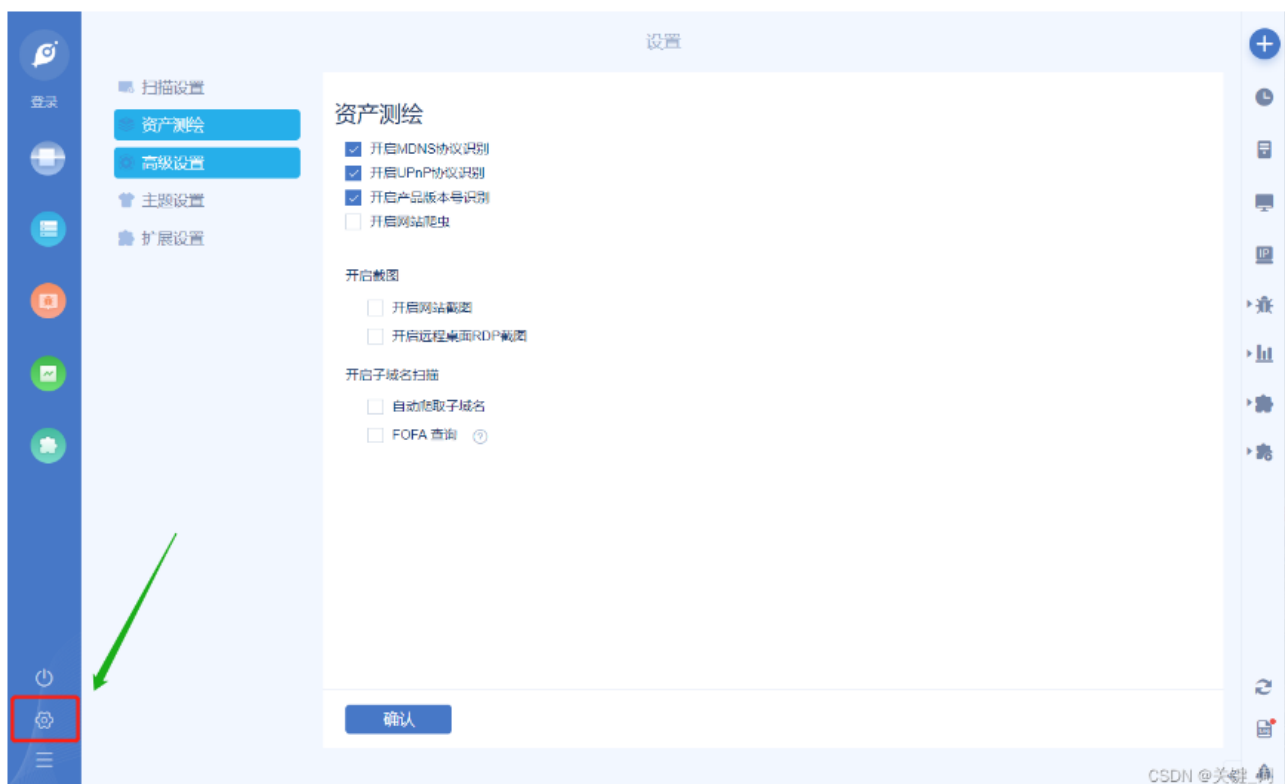 设置
登录
扫描设置
资产测绘
高级设置
主题设置
扩展设置
资产测绘
开启MDNS协议识别
开启UPnP协议识别
开启产品版本号识别
开启网站爬虫
开启截图
开启网站截图
开启远程桌面RDP截图
开启子域名扫描
自动爬取子域名
FOFA 查询 ?
IP
确认
CSDN @关键_词